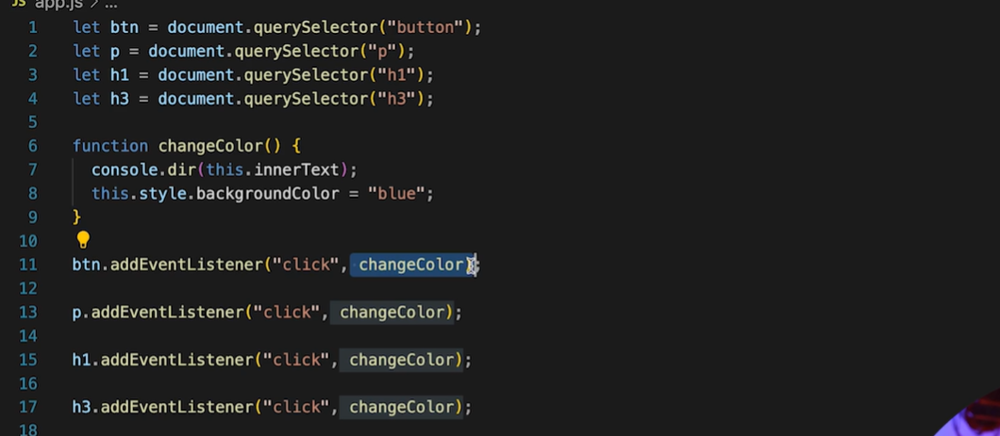 JS app.js > ...
1 let btn = document.querySelector("button");
2 let p = document.querySelector("p");
3 let h1 = document.querySelector("h1");
4 let h3 = document.querySelector("h3");
5
6 function changeColor() {
7 console.dir(this.innerText);
8 this.style.backgroundColor = "blue";
9 }
10
11 btn.addEventListener("click", changeColor);
12
13 p.addEventListener("click", changeColor);
14
15 h1.addEventListener("click", changeColor);
16
17 h3.addEventListener("click", changeColor);
18